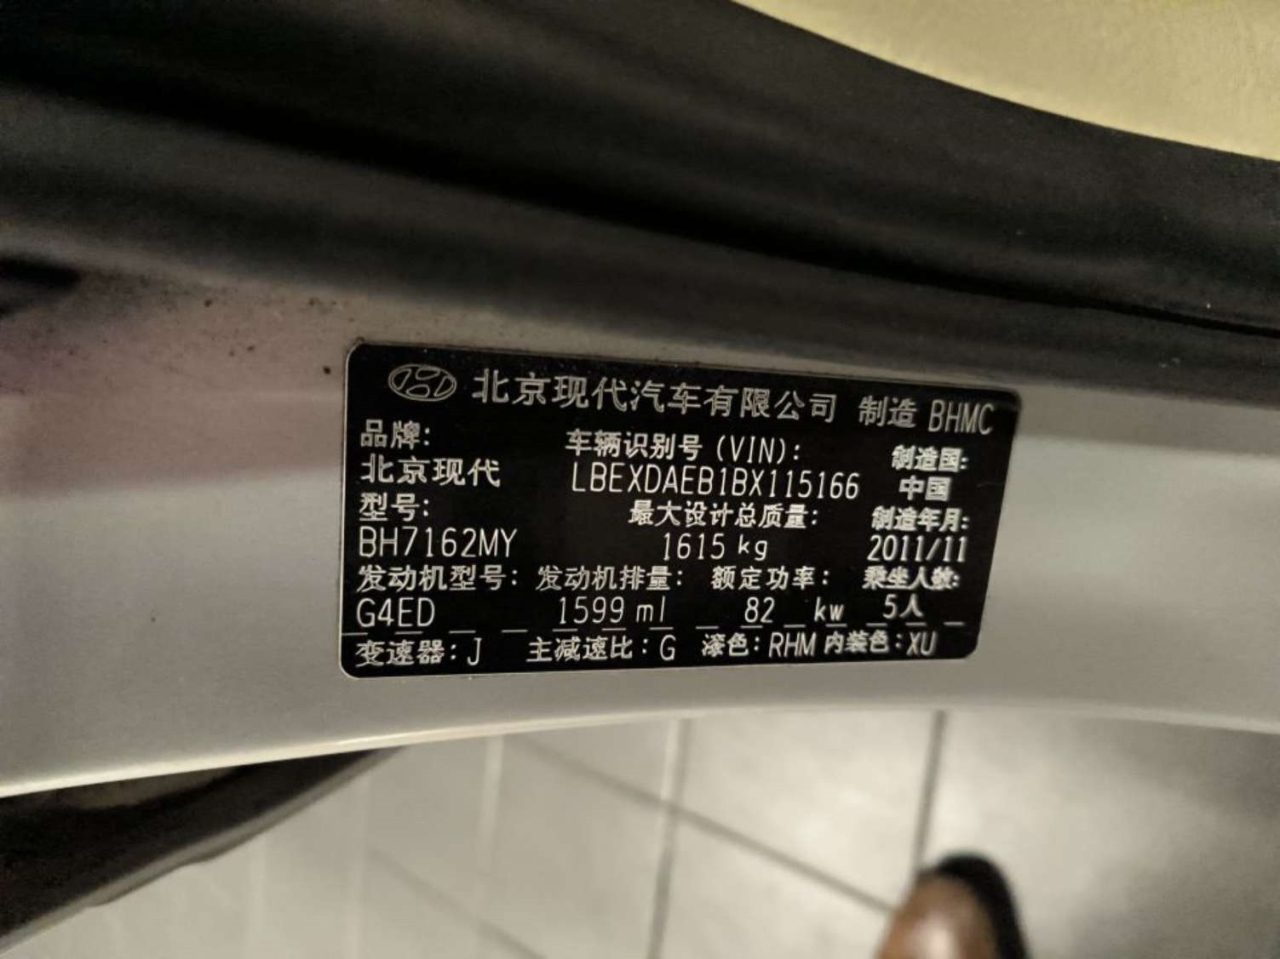 北京现代汽车有限公司 制造 BHMC
品牌: 车辆识别号(VIN): 制造国:
北京现代 LBEXDAEB1BX115166 中国
型号: 最大设计总质量: 制造年月:
BH7162MY 1615 kg 2011/11
发动机型号: 发动机排量: 额定功率: 乘坐人数:
G4ED 1599 ml 82 kw 5人
变速器: J 主减速比: G 漆色: RHM 内装色: XU